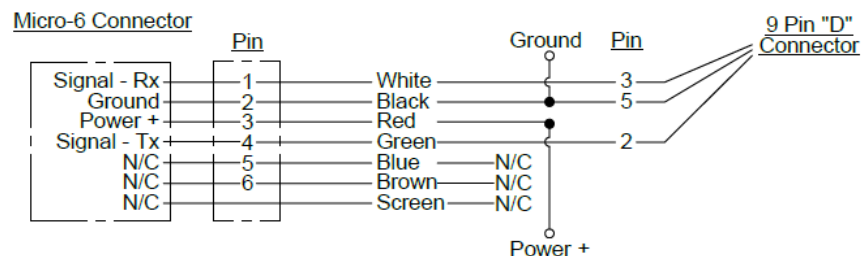 Micro-6 Connector
Pin
Ground
Pin
9 Pin "D"
Connector
Signal - Rx 1 White 3
Ground 2 Black 5
Power + 3 Red
Signal - Tx 4 Green 2
N/C 5 Blue N/C
N/C 6 Brown N/C
N/C Screen N/C
Power +